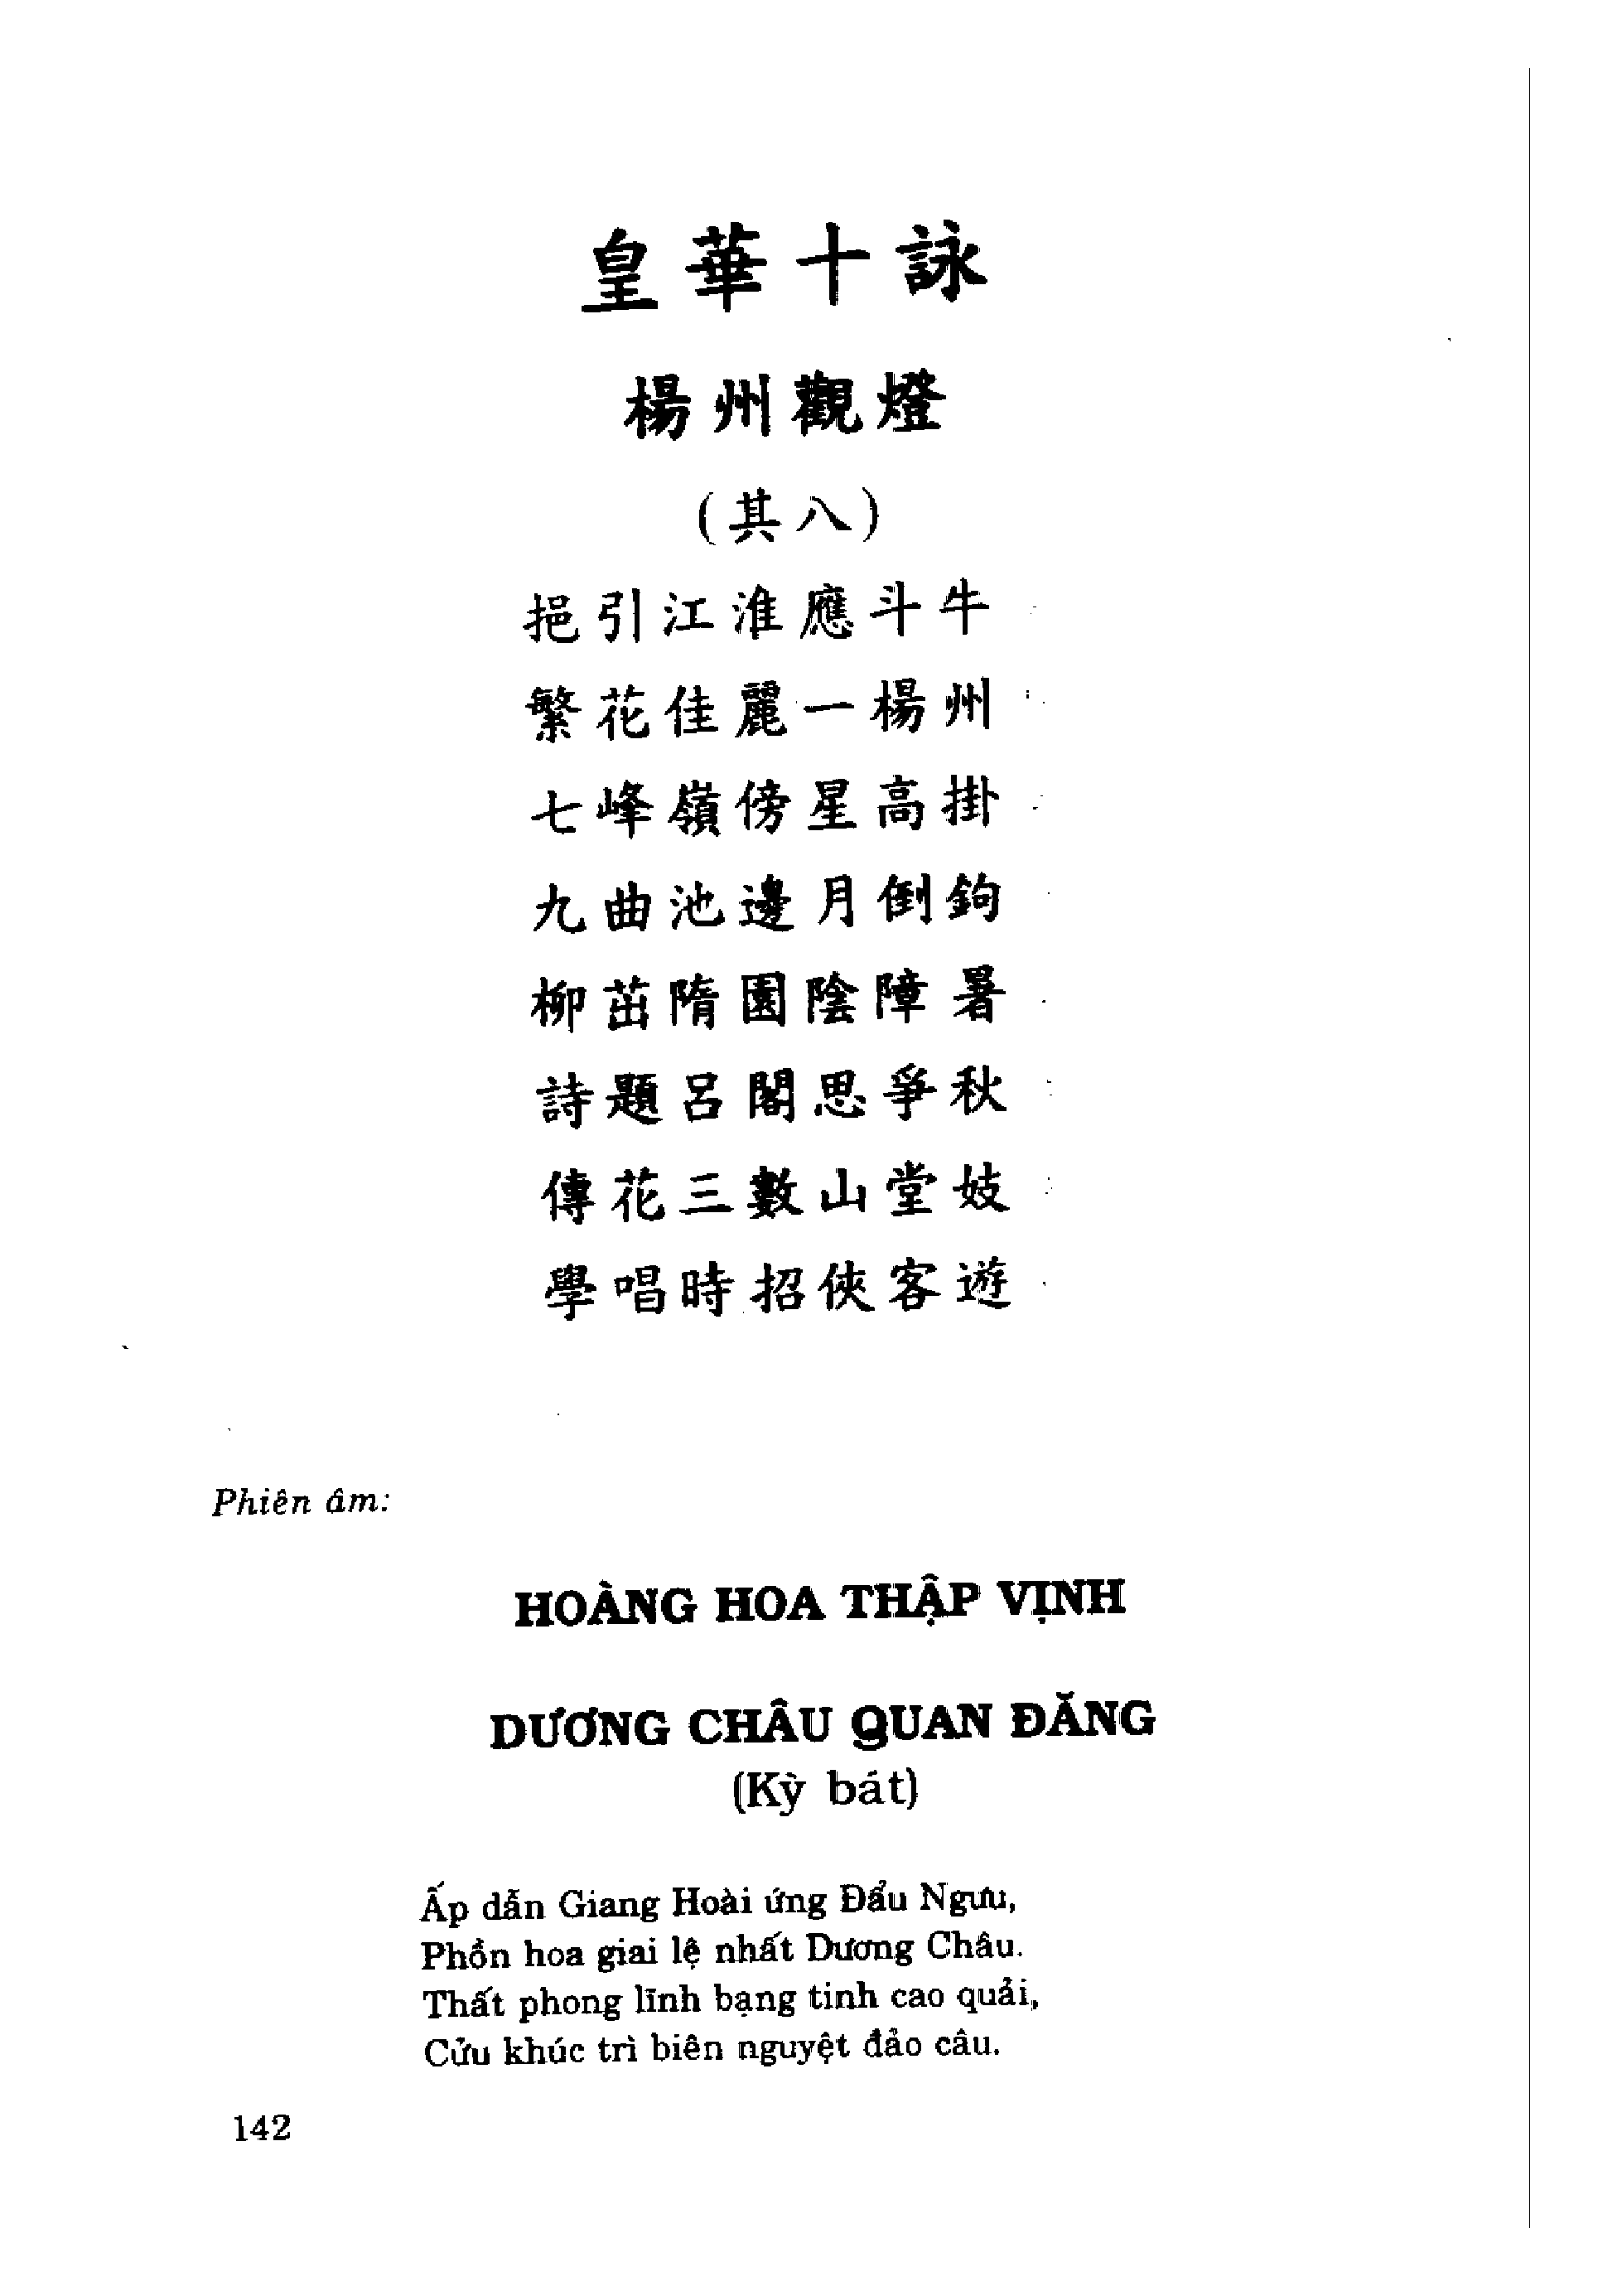 皇華十詠
楊州觀燈
(其八)
挹引江淮應斗牛
繁花佳麗一楊州
七峰嶺傍星高掛
九曲池邊月倒鉤
柳茁隋園陰障暑
詩題呂閣思爭秋
傳花三數山堂妓
學唱時招俠客遊
Phiên âm:
HOÀNG HOA THẬP VỊNH
DƯƠNG CHÂU QUAN ĐĂNG
(Kỳ bát)
Ấp dẫn Giang Hoài ứng Đẩu Ngưu,
Phồn hoa giai lệ nhất Dương Châu.
Thất phong lĩnh bạng tinh cao quải,
Cửu khúc trì biên nguyệt đảo câu.
142